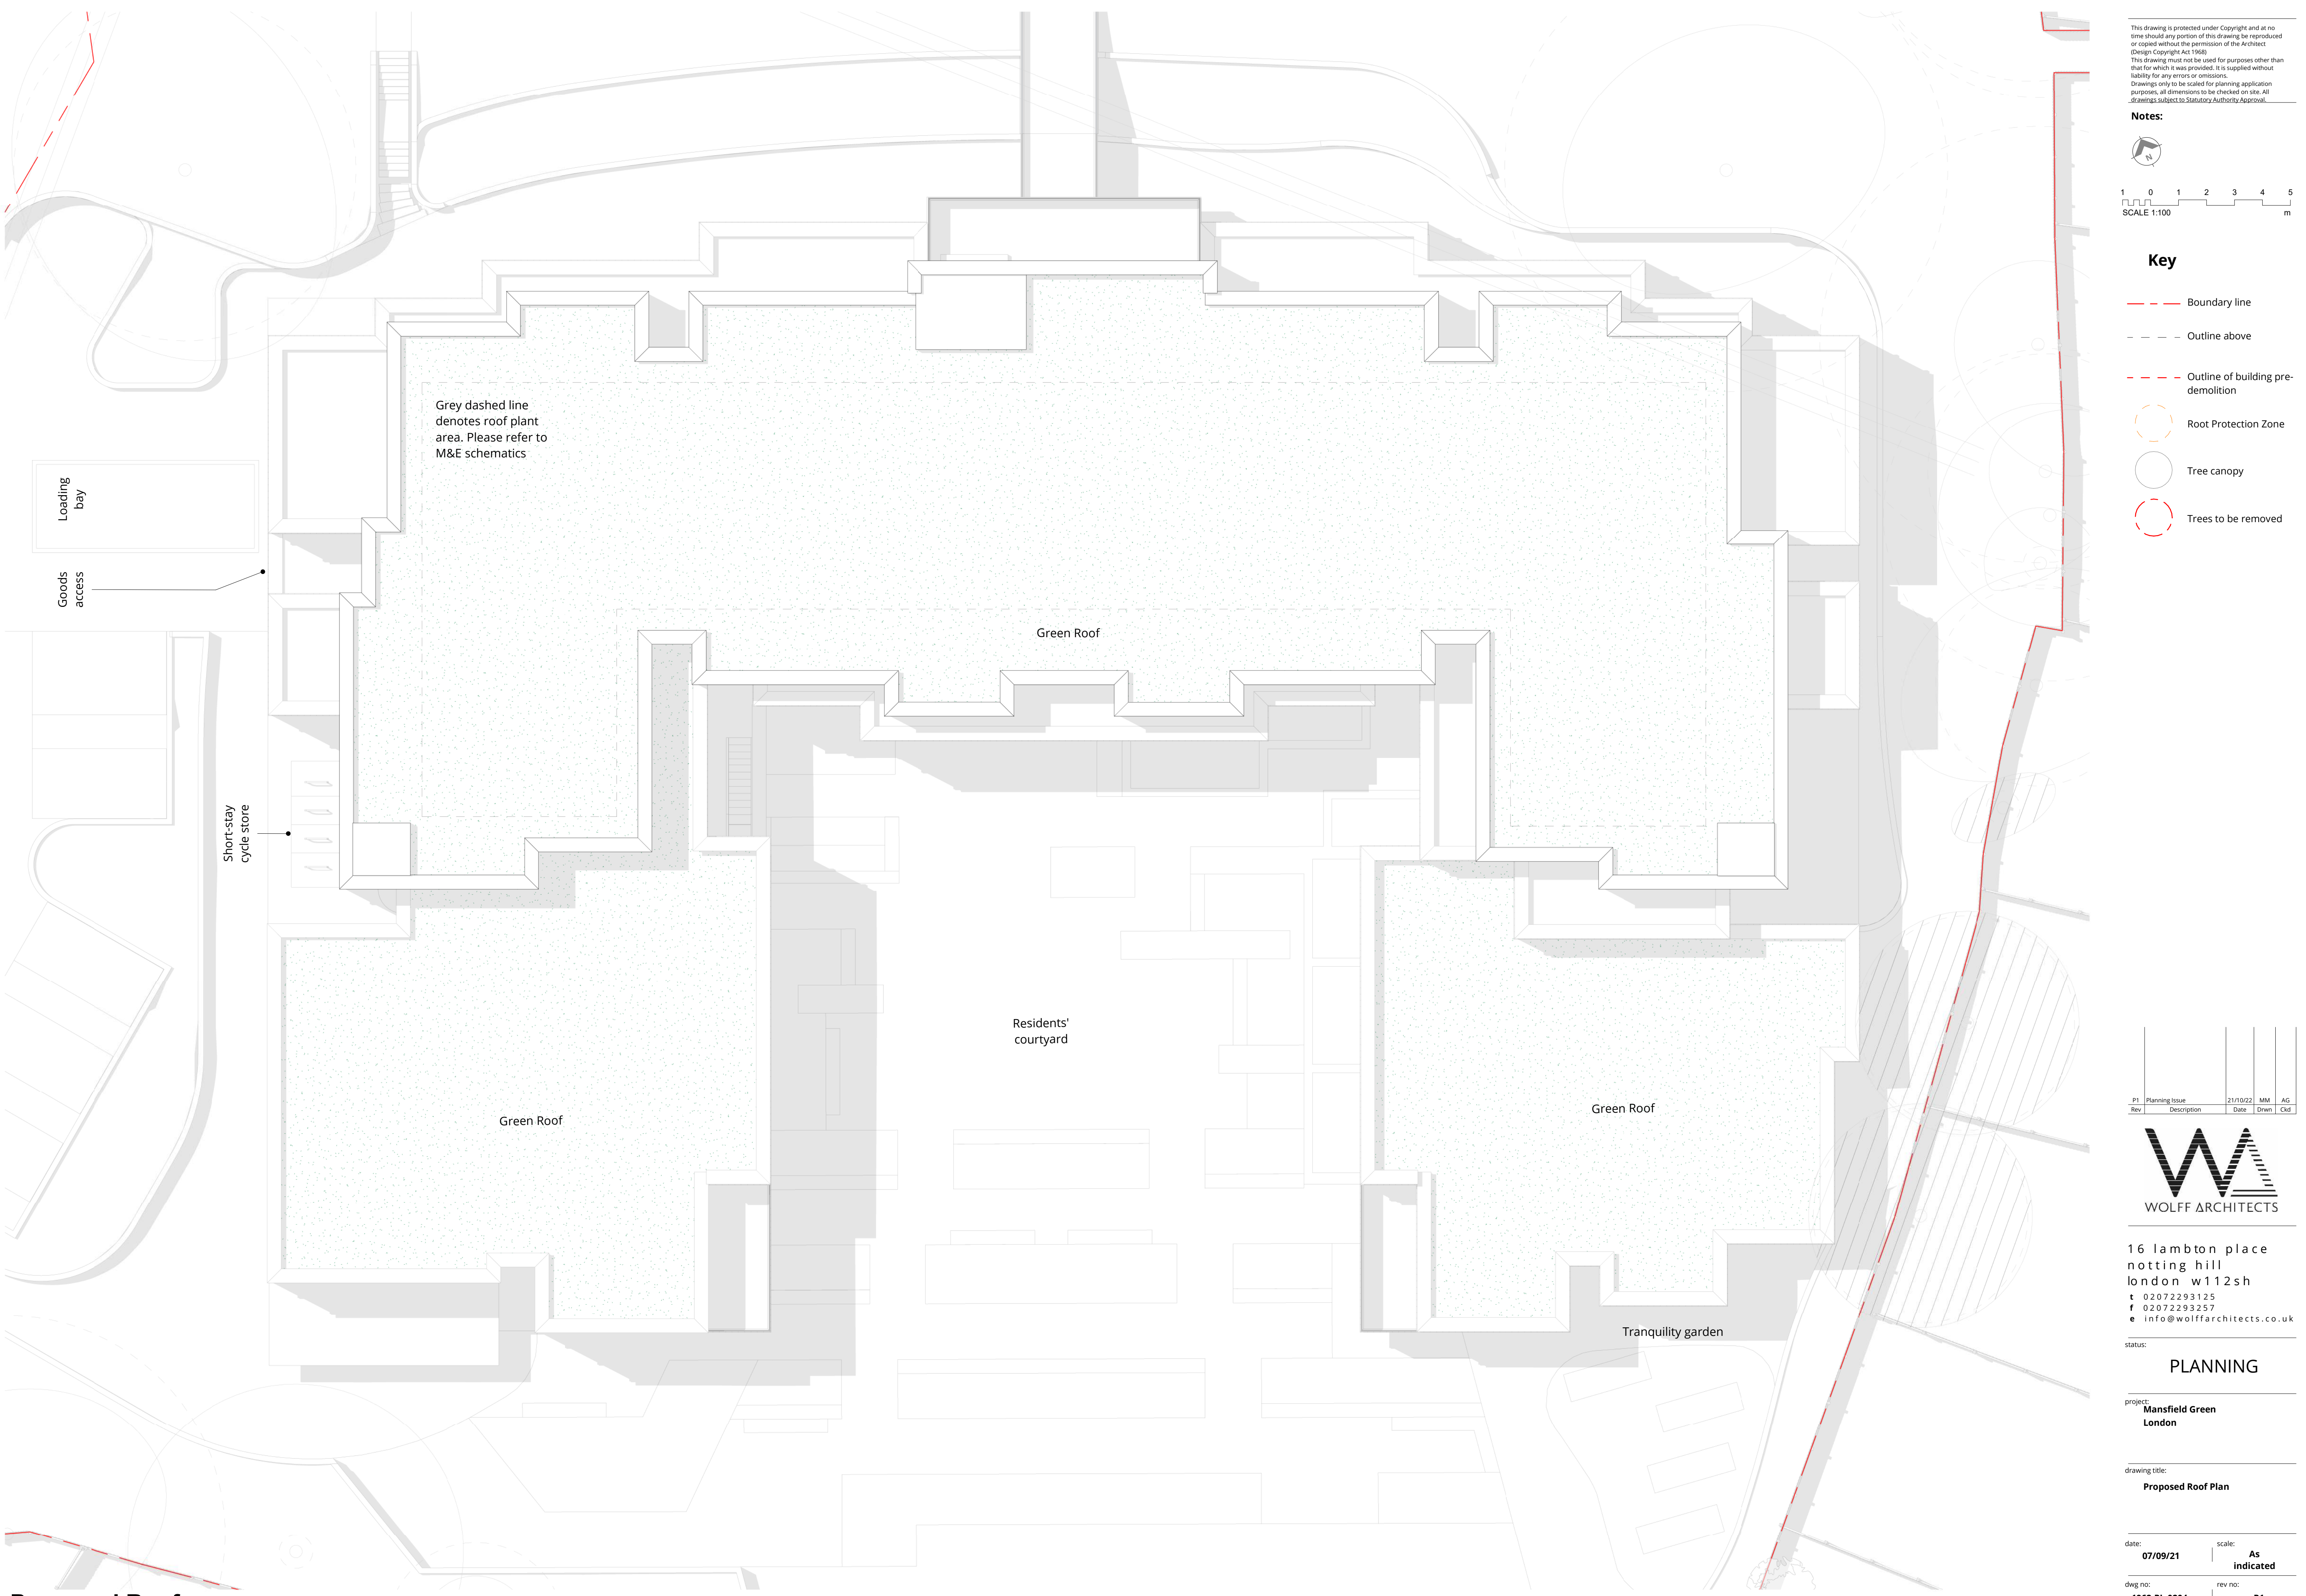 This drawing is protected under Copyright and at no
time should any portion of this drawing be reproduced
or copied without the permission of the Architect
(Design Copyright Act 1968)
This drawing must not be used for purposes other than
that for which it was provided. It is supplied without
liability for any errors or omissions.
Drawings only to be scaled for planning application
purposes, all dimensions to be checked on site. All
drawings subject to Statutory Authority Approval.
Notes:
N
1 0 1 2 3 4 5
SCALE 1:100 m
Key
Boundary line
Outline above
Outline of building pre-
demolition
Root Protection Zone
Tree canopy
Trees to be removed
Grey dashed line
denotes roof plant
area. Please refer to
M&E schematics
Loading
bay
Goods
access
Green Roof
Short-stay
cycle store
Residents'
courtyard
Green Roof
Green Roof
Tranquility garden
P1 Planning Issue 21/10/22 MM AG
Rev Description Date Drwn Ckd
WOLFF ARCHITECTS
16 lambton place
notting hill
london w112sh
t 02072293125
f 02072293257
e info@wolffarchitects.co.uk
status:
PLANNING
project:
Mansfield Green
London
drawing title:
Proposed Roof Plan
date: scale:
07/09/21 As
indicated
dwg no: rev no: